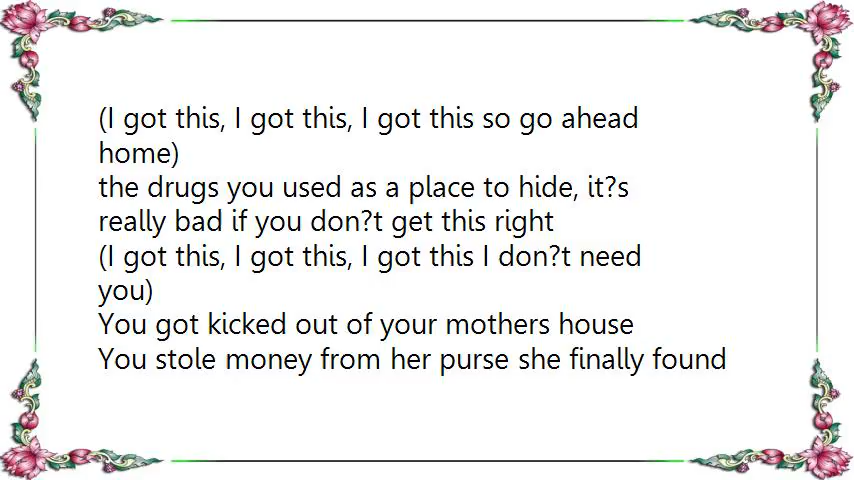 (I got this, I got this, I got this so go ahead
home)
the drugs you used as a place to hide, it?s
really bad if you don?t get this right
(I got this, I got this, I got this I don?t need
you)
You got kicked out of your mothers house
You stole money from her purse she finally found